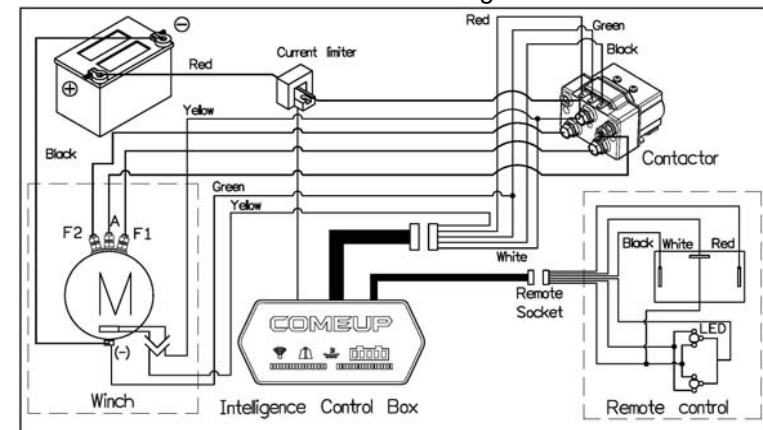 Red
Green
Black
Current limiter
Red
Yellow
Black
Contactor
Green
Yellow
F2
A
F1
White
Black
White
Red
M
Remote
Socket
COMEUP
LED
(-)
Winch
Intelligence Control Box
Remote control